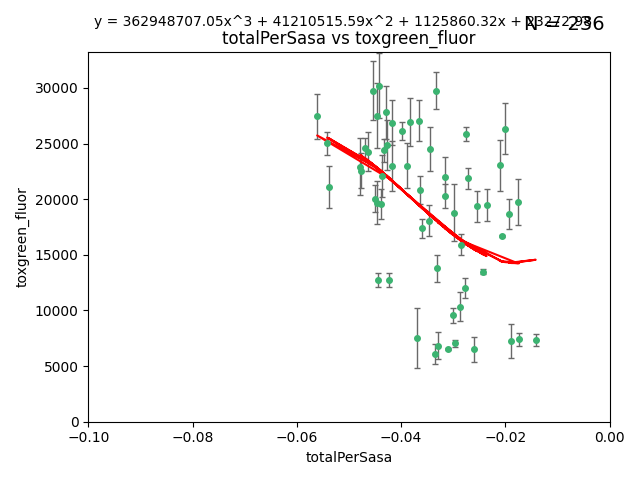 y = 362948707.05x^3 + 41210515.59x^2 + 1125860.32x +
N = 236
totalPerSasa vs toxgreen_fluor
toxgreen_fluor
30000
25000
20000
15000
10000
5000
0
−0.10
−0.08
−0.06
−0.04
−0.02
0.00
totalPerSasa